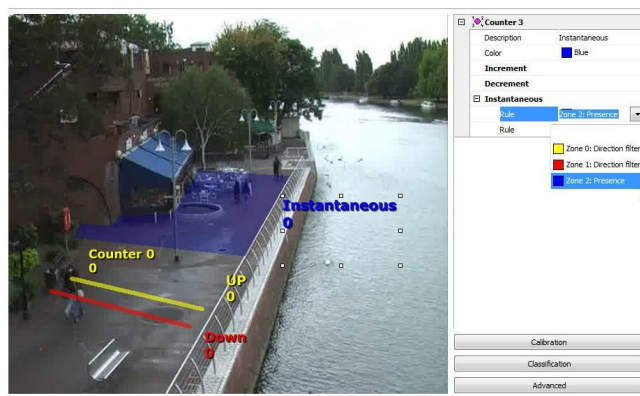 Counter 3
Description Instantaneous
Color Blue
Increment
Decrement
Instantaneous
Rule Zone 2: Presence
Rule
Zone 0: Direction filter
Zone 1: Direction filter
Zone 2: Presence
Instantaneous
0
Counter 0
0
UP
0
Down
0
Calibration
Classification
Advanced